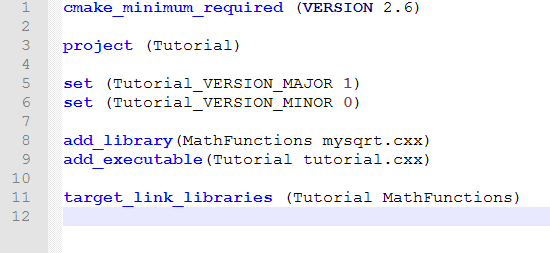 1 cmake_minimum_required (VERSION 2.6)
2
3 project (Tutorial)
4
5 set (Tutorial_VERSION_MAJOR 1)
6 set (Tutorial_VERSION_MINOR 0)
7
8 add_library(MathFunctions mysqrt.cxx)
9 add_executable(Tutorial tutorial.cxx)
10
11 target_link_libraries (Tutorial MathFunctions)
12